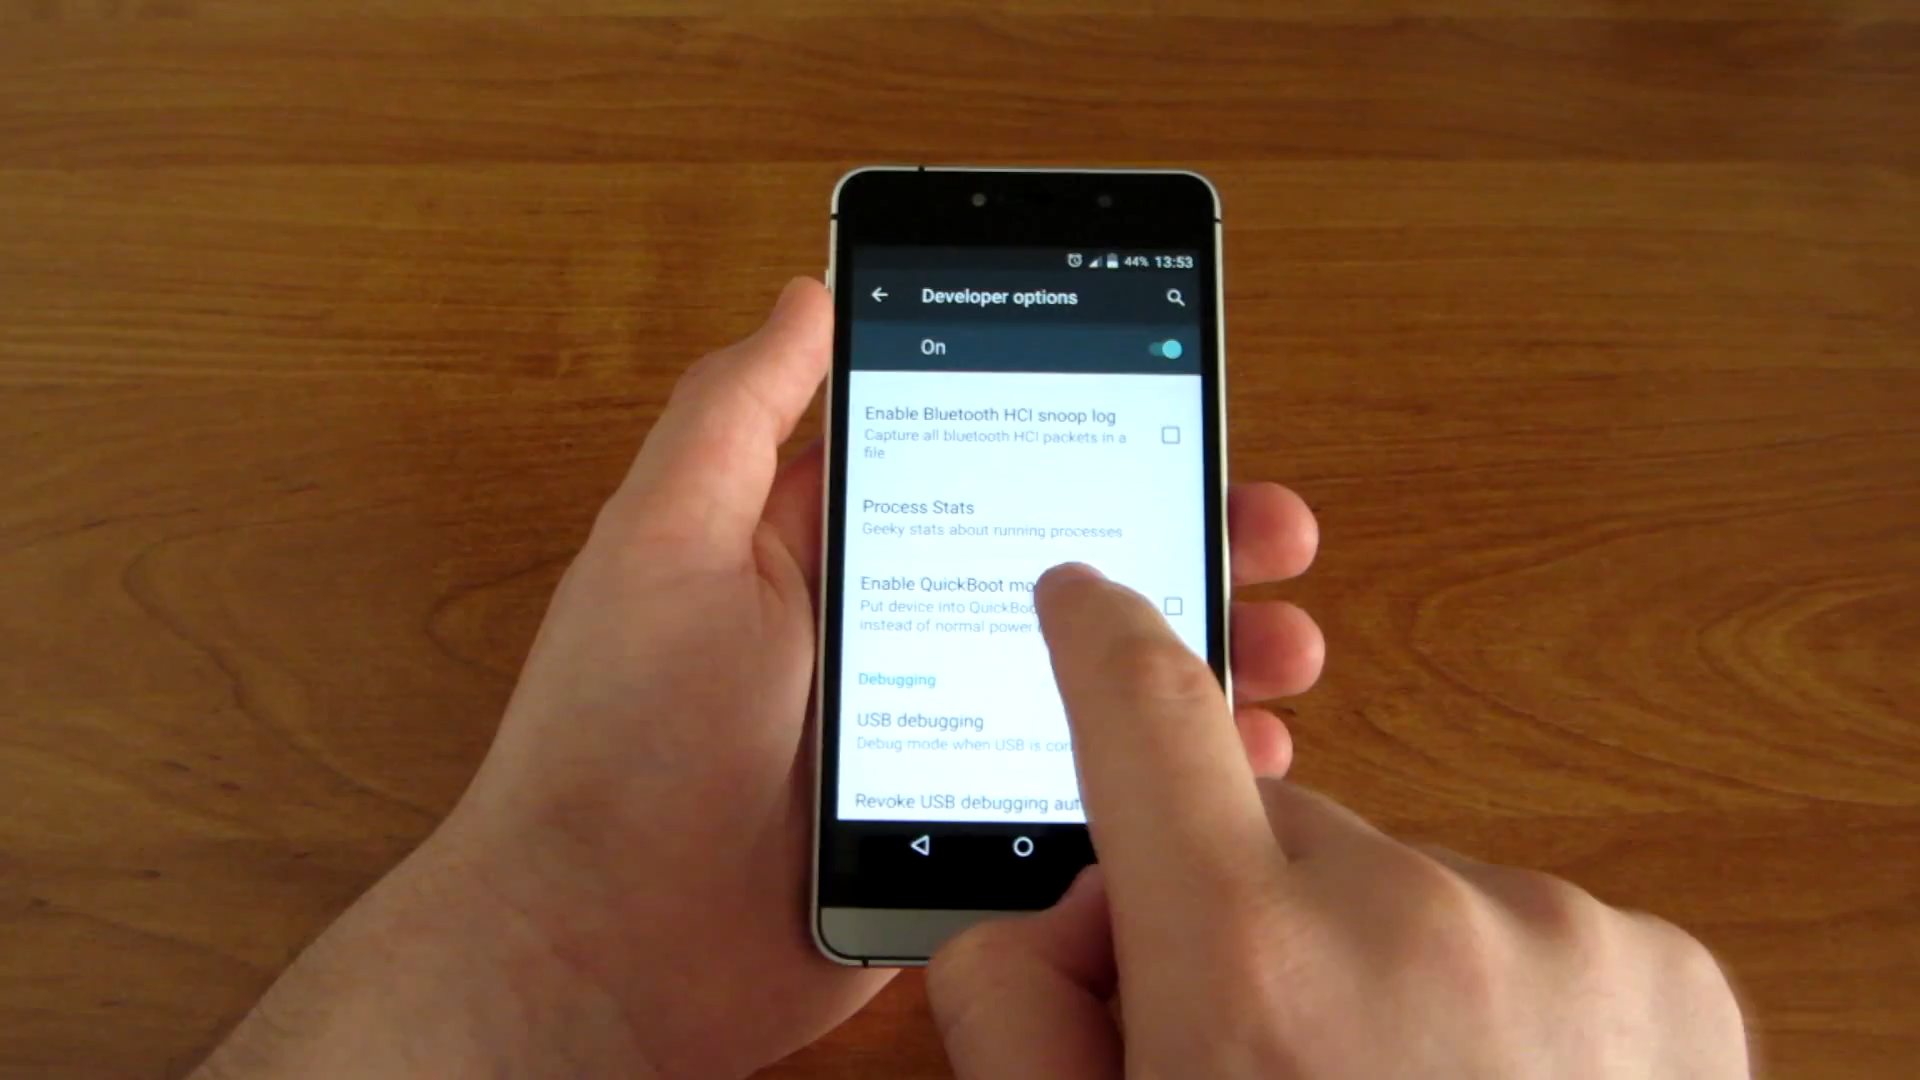 44% 13:53
Developer options
On
Enable Bluetooth HCI snoop log
Capture all bluetooth HCI packets in a
file
Process Stats
Geeky stats about running processes
Enable QuickBoot
Put device into
instead of normal power
Debugging
USB debugging
Debug mode when USB is
Revoke USB debugging